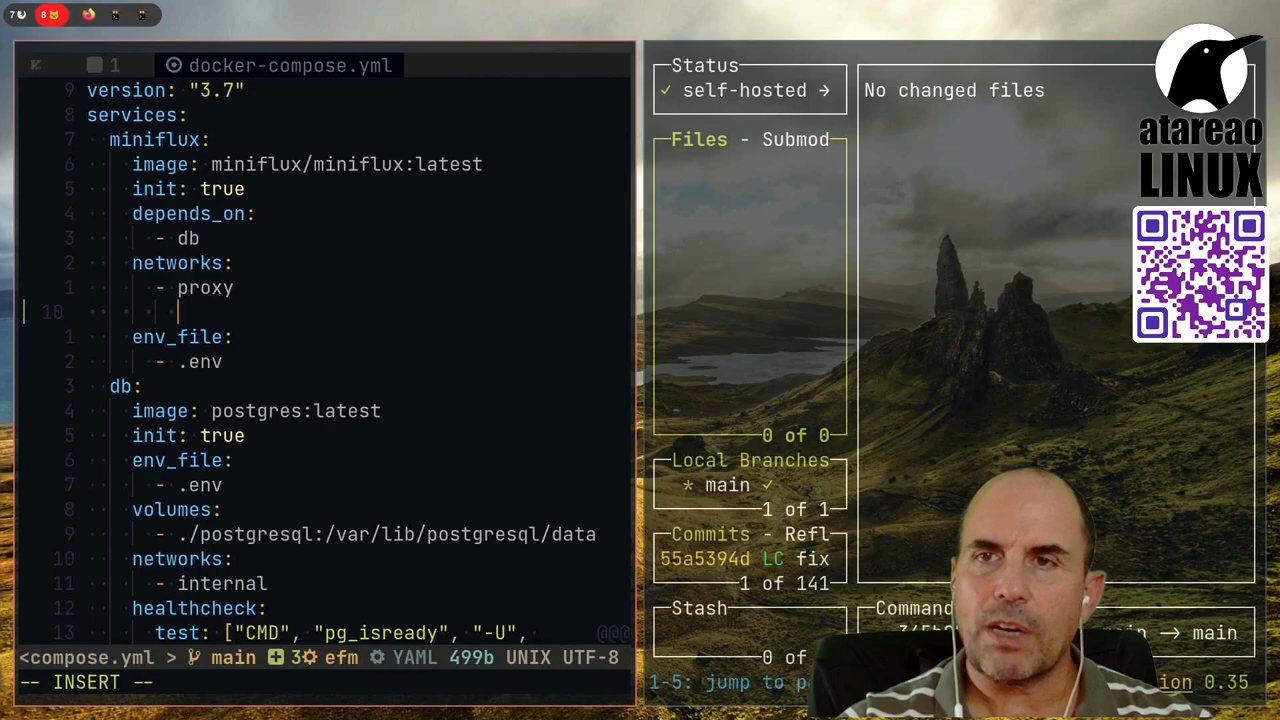 7
8
1 docker-compose.yml
9 version: "3.7"
8 services:
7 miniflux:
6 image: miniflux/miniflux:latest
5 init: true
4 depends_on:
3 - db
2 networks:
1 - proxy
10
1 env_file:
2 - .env
3 db:
4 image: postgres:latest
5 init: true
6 env_file:
7 - .env
8 volumes:
9 - ./postgresql:/var/lib/postgresql/data
10 networks:
11 - internal
12 healthcheck:
13 test: ["CMD", "pg_isready", "-U", @@@
<compose.yml > main 3 efm YAML 499b UNIX UTF-8
-- INSERT --
Status
✓ self-hosted →
Files - Submod
0 of 0
Local Branches
* main ✓
1 of 1
Commits - Refl
55a5394d LC fix
1 of 141
Stash
0 of
1-5: jump to p
No changed files
Command
-> main
ion 0.35
atareao
LINUX